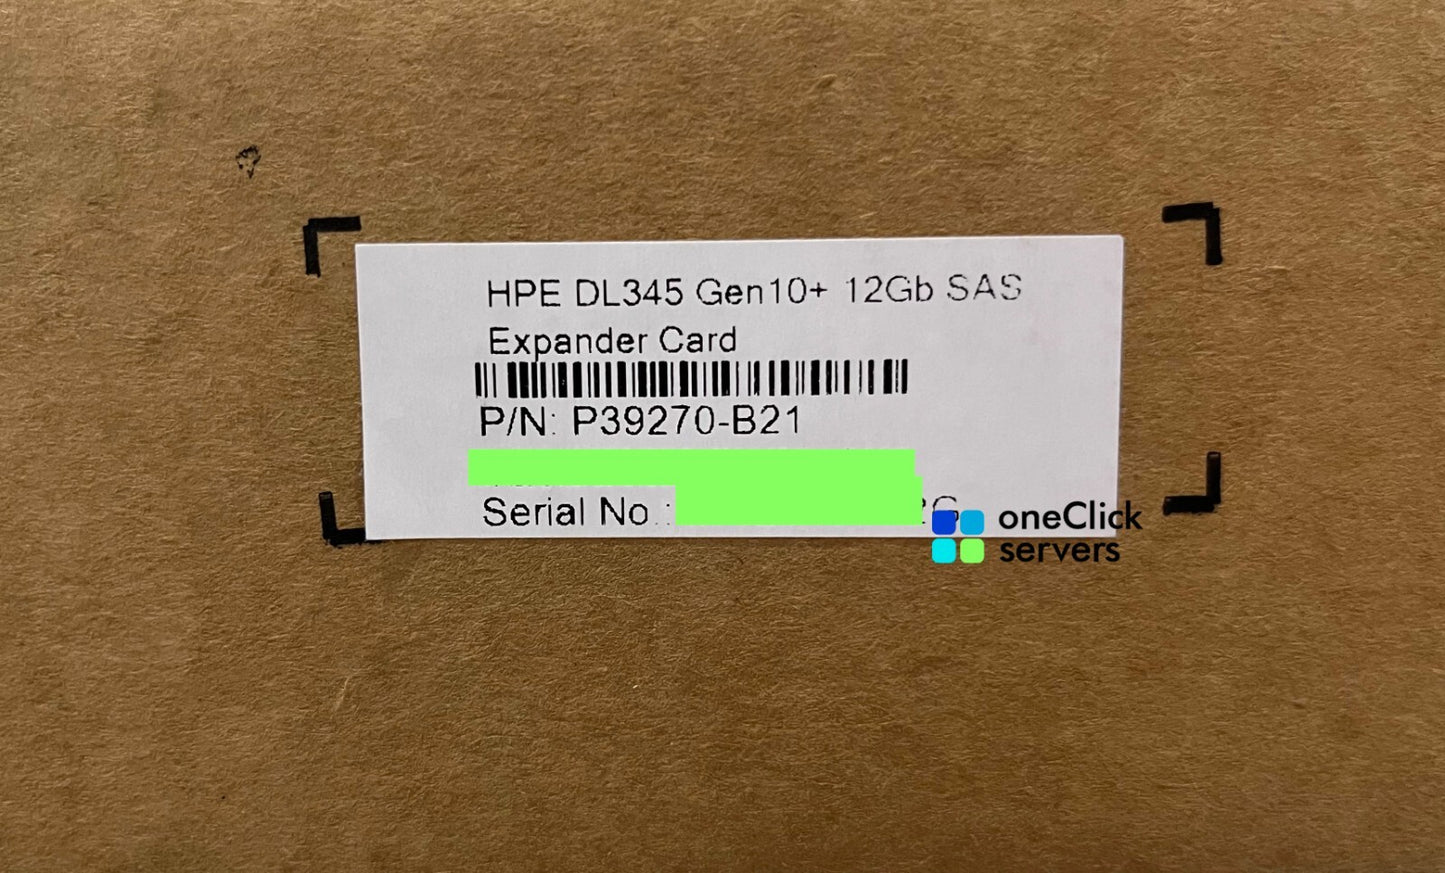 HPE DL345 Gen10+ 12Gb SAS
Expander Card
P/N: P39270-B21
Serial No.:
oneClick
servers